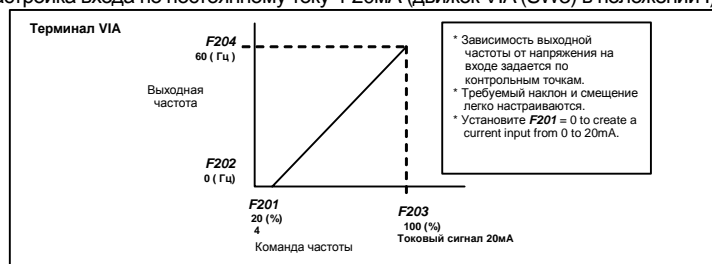 стройка входа по постоянному току 4-20мА (движок VIA (SW3) в положении I)
Терминал VIA
F204
60 ( Гц )
Выходная
частота
F202
0 ( Гц)
F201
20 (%)
4
Команда частоты
F203
100 (%)
Токовый сигнал 20мА
* Зависимость выходной
частоты от напряжения на
входе задается по
контрольным точкам.
* Требуемый наклон и смещение
легко настраиваются.
* Установите F201 = 0 to create a
current input from 0 to 20mA.